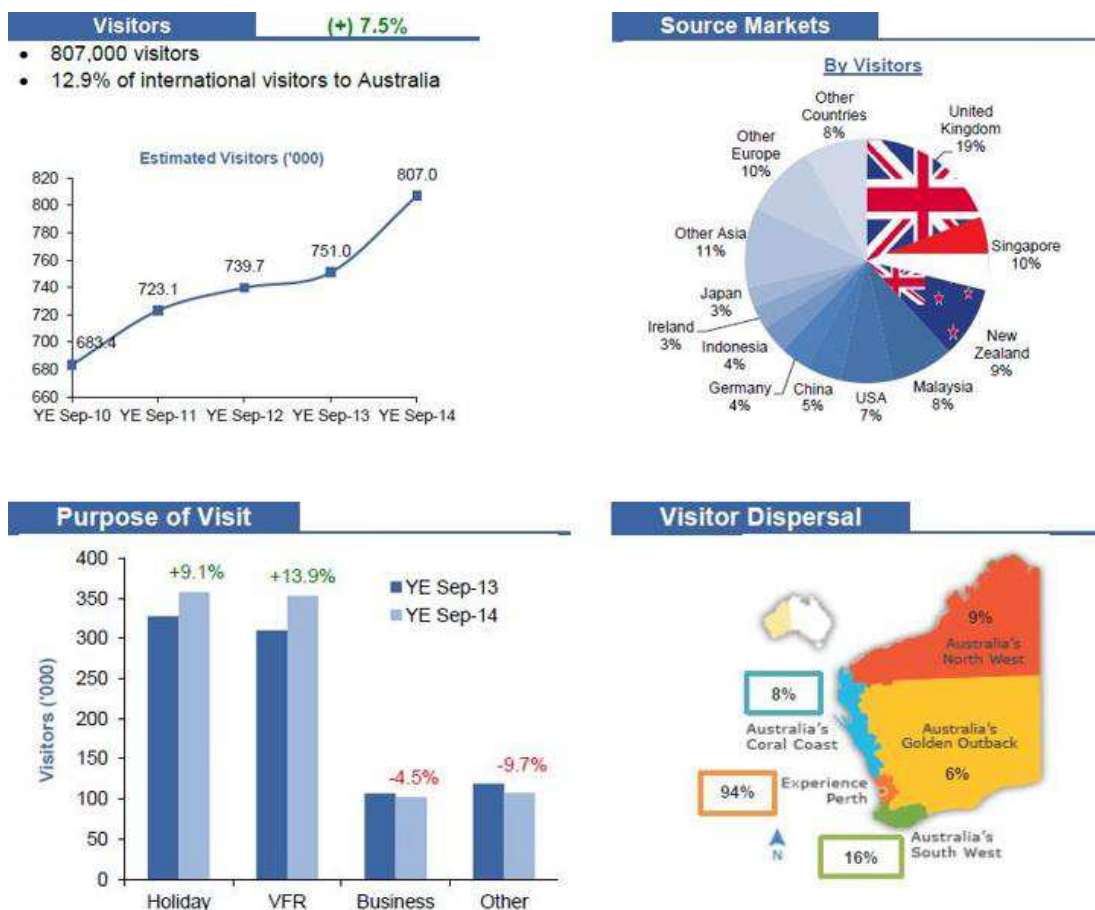 Visitors
(+) 7.5%
• 807,000 visitors
• 12.9% of international visitors to Australia
Estimated Visitors ('000)
820
800
780
760
740
720
700
680
660
683.4
723.1
739.7
751.0
807.0
YE Sep-10
YE Sep-11
YE Sep-12
YE Sep-13
YE Sep-14
Source Markets
By Visitors
United
Kingdom
19%
Singapore
10%
New
Zealand
9%
Malaysia
8%
USA
7%
China
5%
Germany
4%
Indonesia
4%
Ireland
3%
Japan
3%
Other Asia
11%
Other
Europe
10%
Other
Countries
8%
Purpose of Visit
Visitors ('000)
400
350
300
250
200
150
100
50
0
+9.1%
+13.9%
-4.5%
-9.7%
YE Sep-13
YE Sep-14
Holiday
VFR
Business
Other
Visitor Dispersal
9%
Australia's
North West
8%
Australia's
Coral Coast
Australia's
Golden Outback
6%
94%
Experience
Perth
N
16%
Australia's
South West